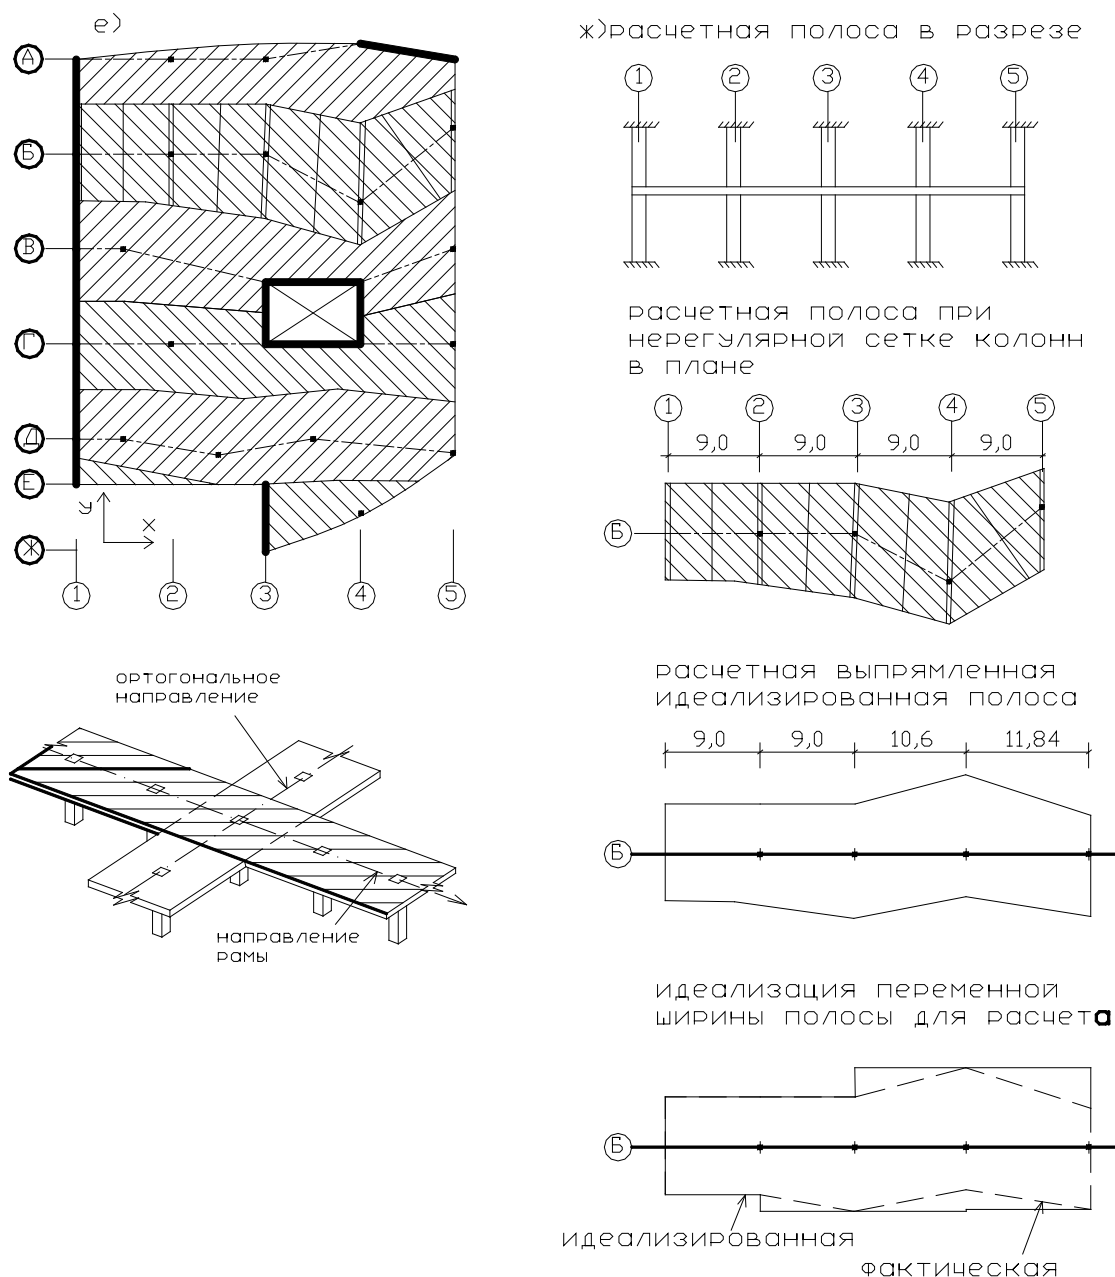 е)
А
Б
В
Г
Д
Е
Ж
у
х
1 2 3 4 5
ортогональное
направление
направление
рамы
ж)расчетная полоса в разрезе
1 2 3 4 5
расчетная полоса при
нерегулярной сетке колонн
в плане
1 2 3 4 5
9,0 9,0 9,0 9,0
Б
расчетная выпрямленная
идеализированная полоса
9,0 9,0 10,6 11,84
Б
идеализация переменной
ширины полосы для расчета
Б
идеализированная
фактическая